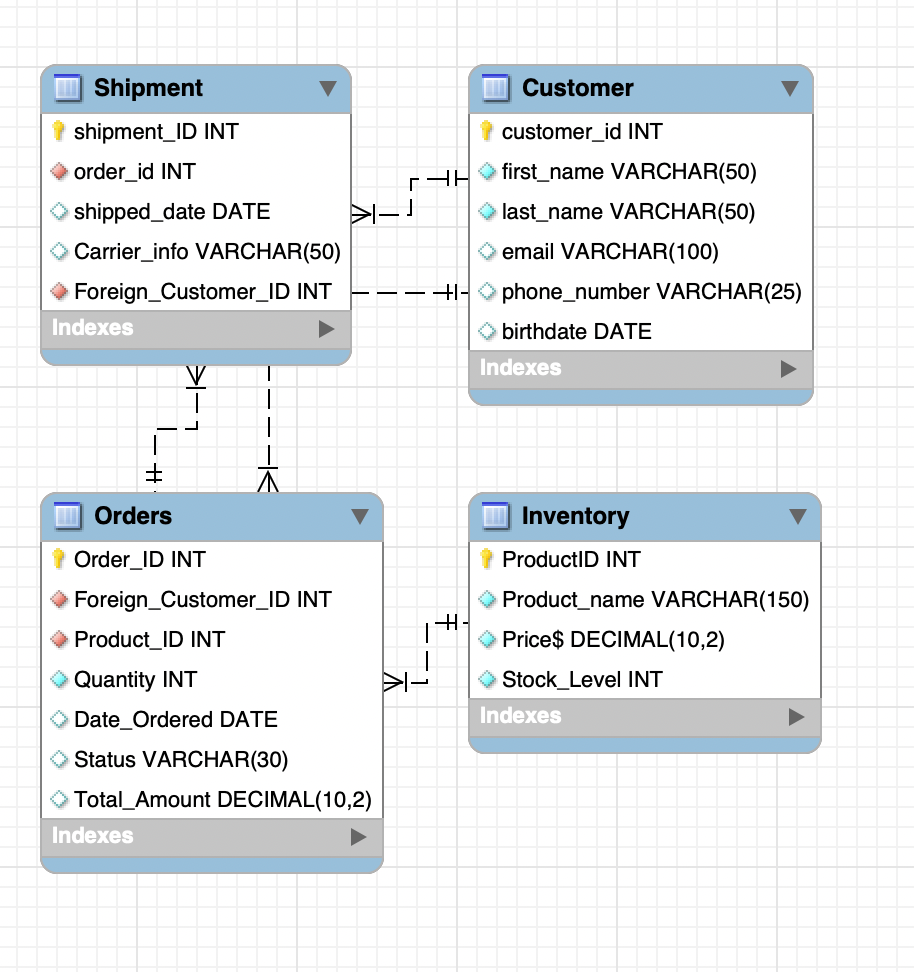 Shipment
shipment_ID INT
order_id INT
shipped_date DATE
Carrier_info VARCHAR(50)
Foreign_Customer_ID INT
Indexes
Customer
customer_id INT
first_name VARCHAR(50)
last_name VARCHAR(50)
email VARCHAR(100)
phone_number VARCHAR(25)
birthdate DATE
Indexes
Orders
Order_ID INT
Foreign_Customer_ID INT
Product_ID INT
Quantity INT
Date_Ordered DATE
Status VARCHAR(30)
Total_Amount DECIMAL(10,2)
Indexes
Inventory
ProductID INT
Product_name VARCHAR(150)
Price$ DECIMAL(10,2)
Stock_Level INT
Indexes